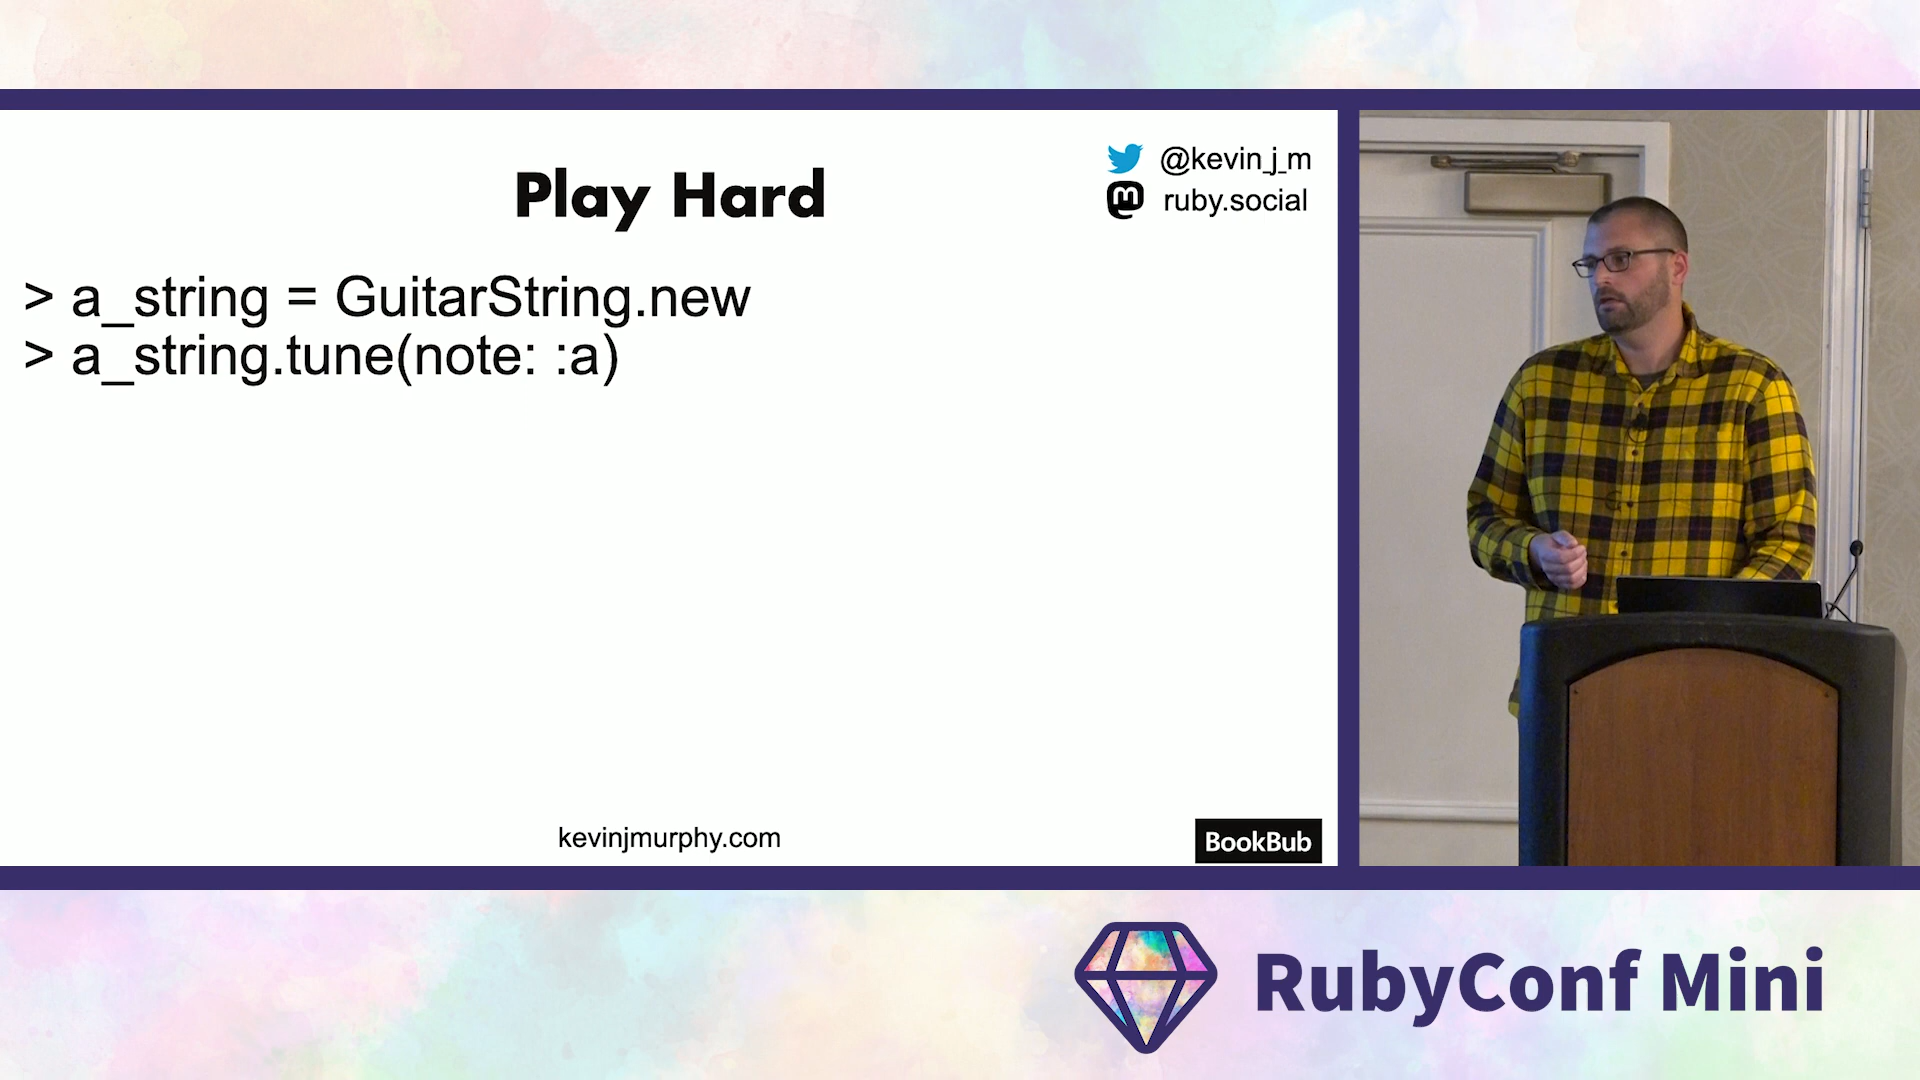 Play Hard
@kevin_j_m
ruby.social
> a_string = GuitarString.new
> a_string.tune(note: :a)
kevinjmurphy.com
BookBub
RubyConf Mini